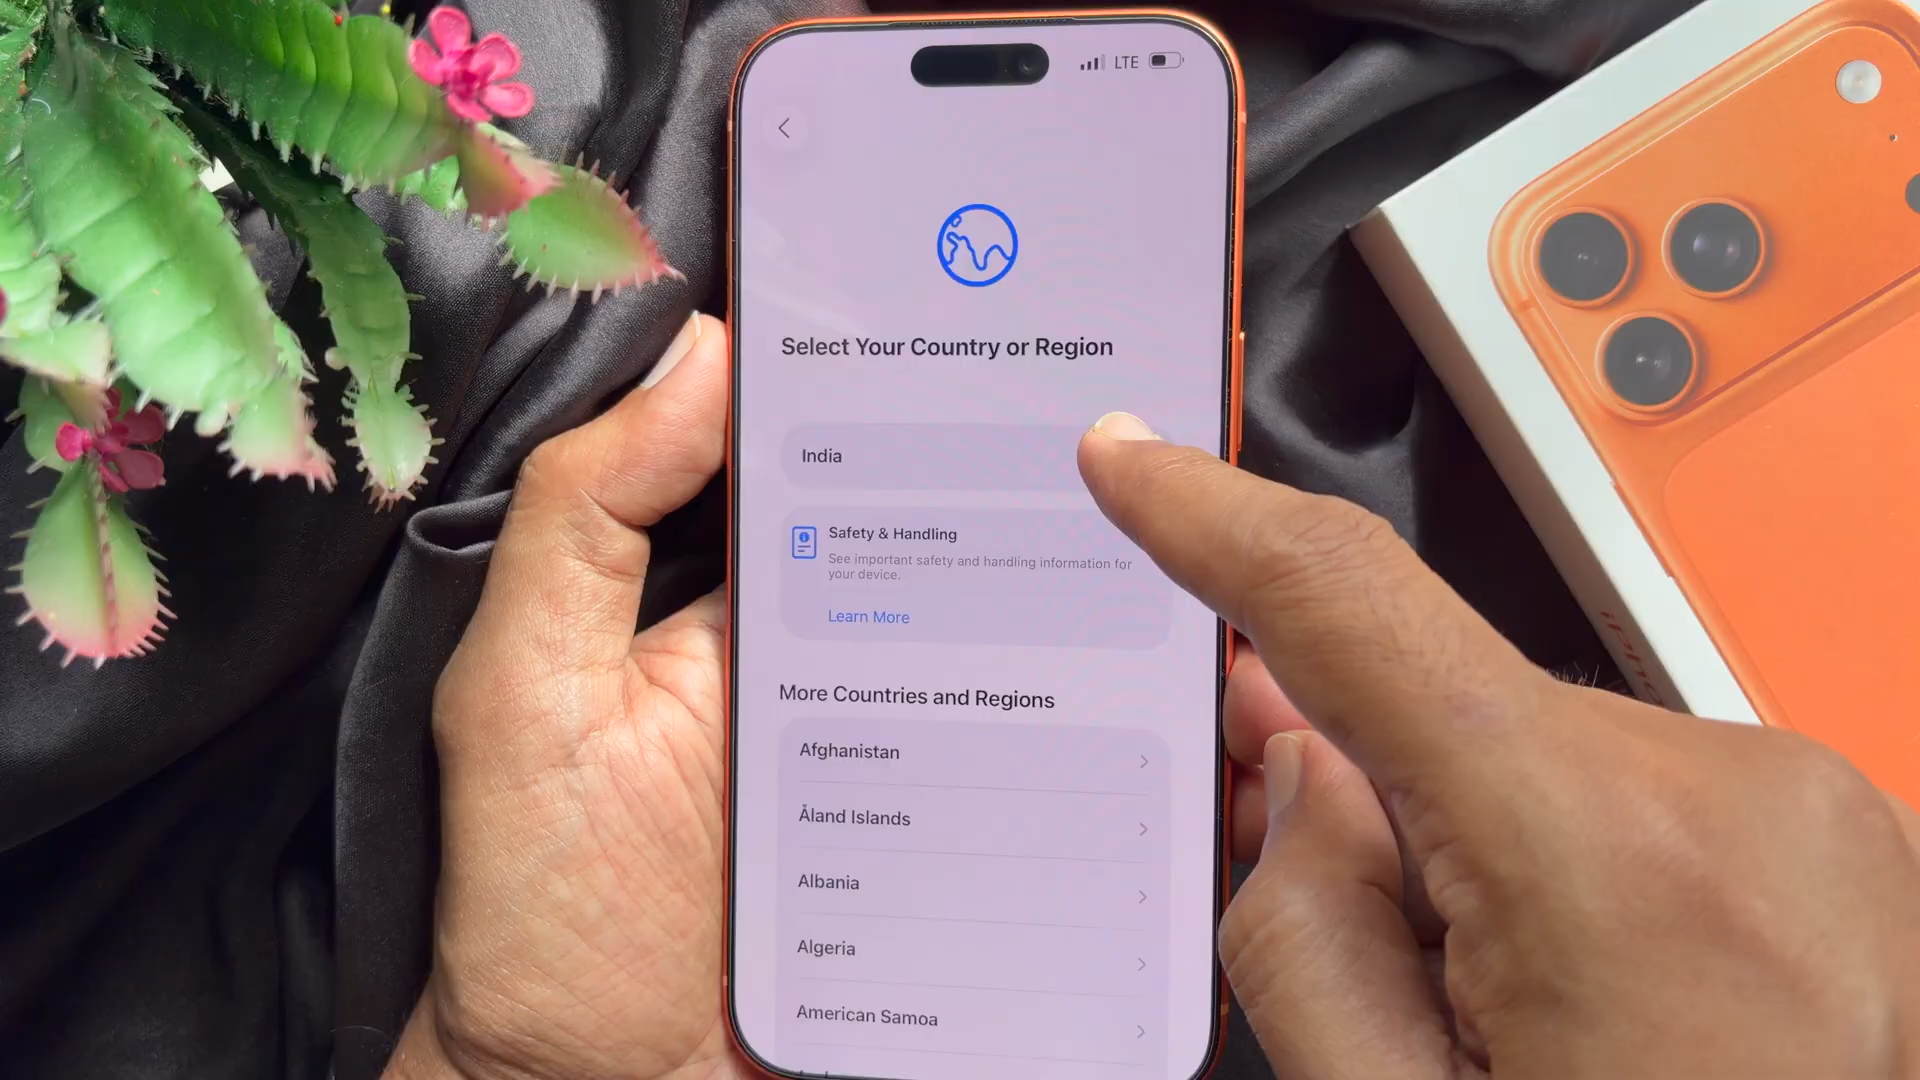 LTE
Select Your Country or Region
India
Safety & Handling
See important safety and handling information for
your device.
Learn More
More Countries and Regions
Afghanistan
Åland Islands
Albania
Algeria
American Samoa